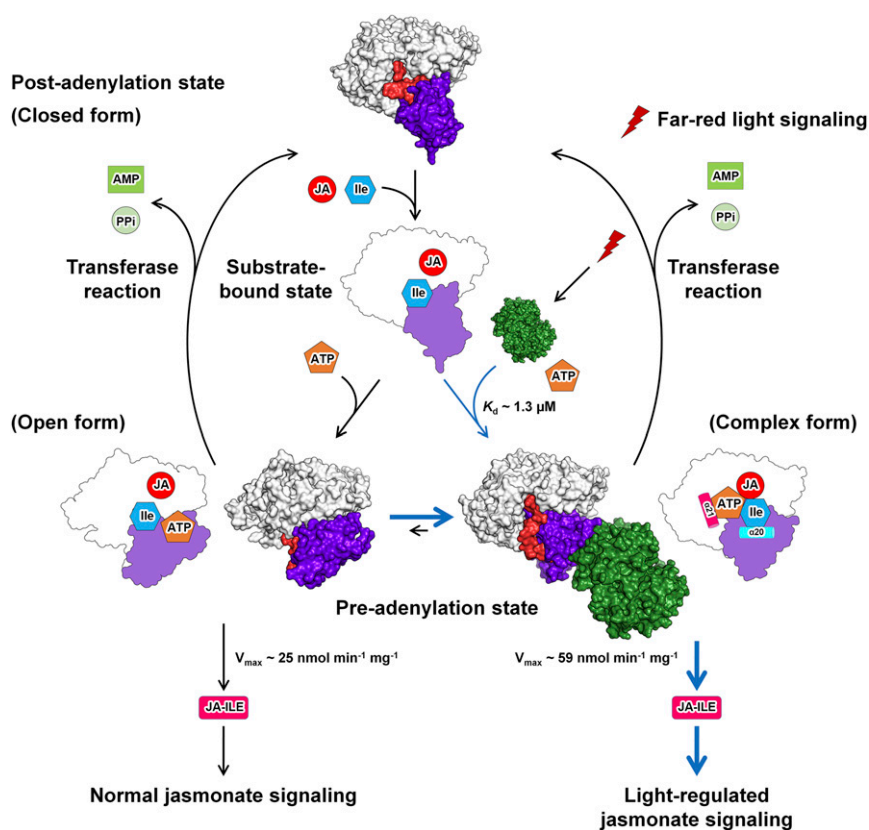 Post-adenylation state
(Closed form)
Far-red light signaling
AMP
PPi
Transferase
reaction
JA
Ile
AMP
PPi
Transferase
reaction
Substrate-
bound state
JA
Ile
ATP
ATP
K_d ~ 1.3 µM
(Open form)
(Complex form)
JA
Ile
ATP
α21
ATP
JA
Ile
α20
Pre-adenylation state
V_max ~ 25 nmol min⁻¹ mg⁻¹
V_max ~ 59 nmol min⁻¹ mg⁻¹
JA-ILE
JA-ILE
Normal jasmonate signaling
Light-regulated
jasmonate signaling